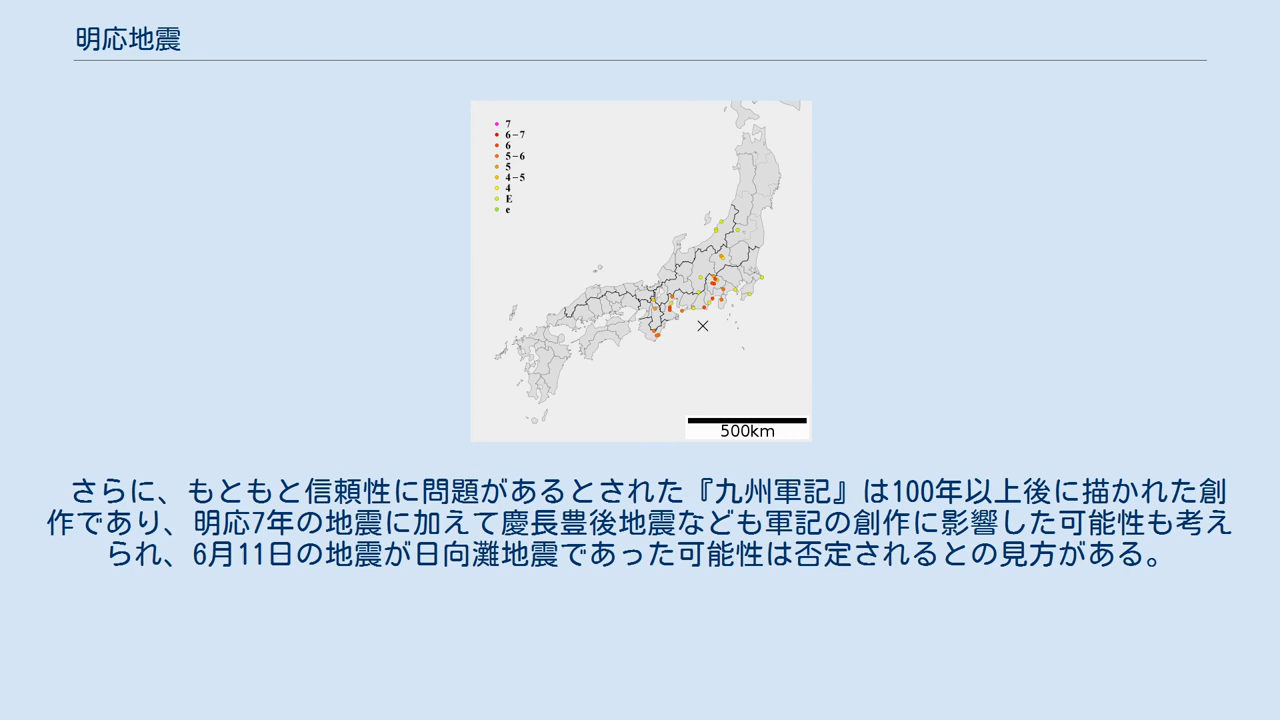 明応地震
7
6−7
6
5−6
5
4−5
4
E
e
500km
さらに、もともと信頼性に問題があるとされた『九州軍記』は100年以上後に描かれた創
作であり、明応7年の地震に加えて慶長豊後地震なども軍記の創作に影響した可能性も考え
られ、6月11日の地震が日向灘地震であった可能性は否定されるとの見方がある。